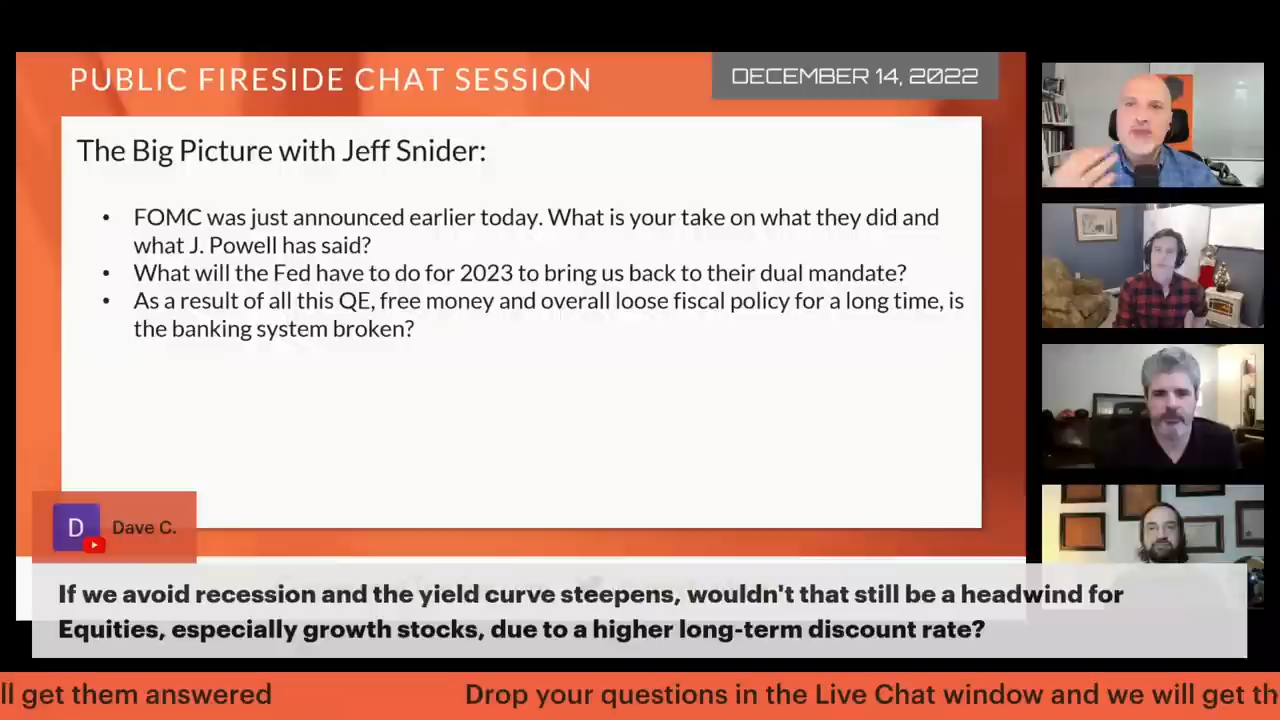 PUBLIC FIRESIDE CHAT SESSION
DECEMBER 14, 2022
The Big Picture with Jeff Snider:
• FOMC was just announced earlier today. What is your take on what they did and
what J. Powell has said?
• What will the Fed have to do for 2023 to bring us back to their dual mandate?
• As a result of all this QE, free money and overall loose fiscal policy for a long time, is
the banking system broken?
D
Dave C.
If we avoid recession and the yield curve steepens, wouldn't that still be a headwind for
Equities, especially growth stocks, due to a higher long-term discount rate?
ll get them answered
Drop your questions in the Live Chat window and we will get th